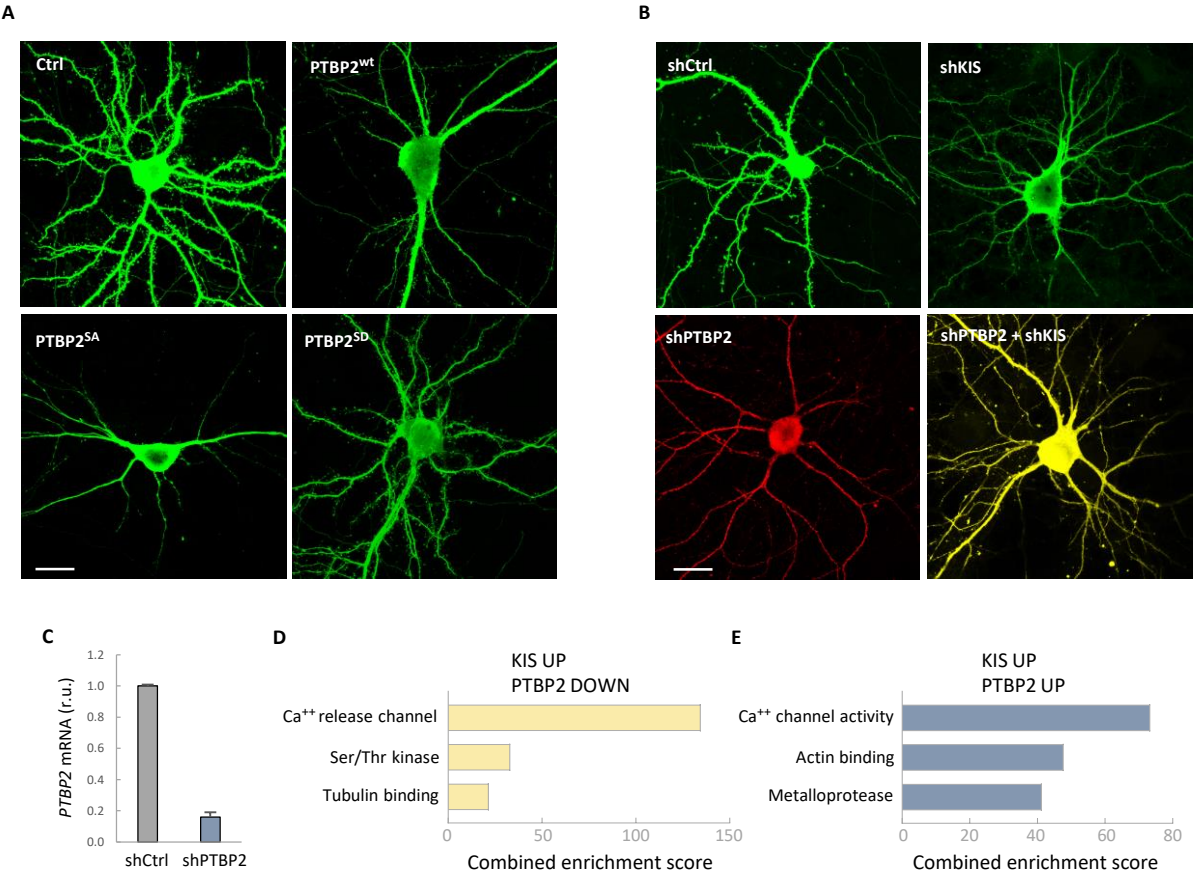 A
B
Ctrl
PTBP2wt
shCtrl
shKIS
PTBP2SA
PTBP2SD
shPTBP2
shPTBP2 + shKIS
C
D
E
KIS UP
PTBP2 DOWN
KIS UP
PTBP2 UP
PTBP2 mRNA (r.u.)
1.2
1.0
0.8
0.6
0.4
0.2
0.0
shCtrl shPTBP2
Ca++ release channel
Ser/Thr kinase
Tubulin binding
0 50 100 150
Combined enrichment score
Ca++ channel activity
Actin binding
Metalloprotease
0 20 40 60 80
Combined enrichment score